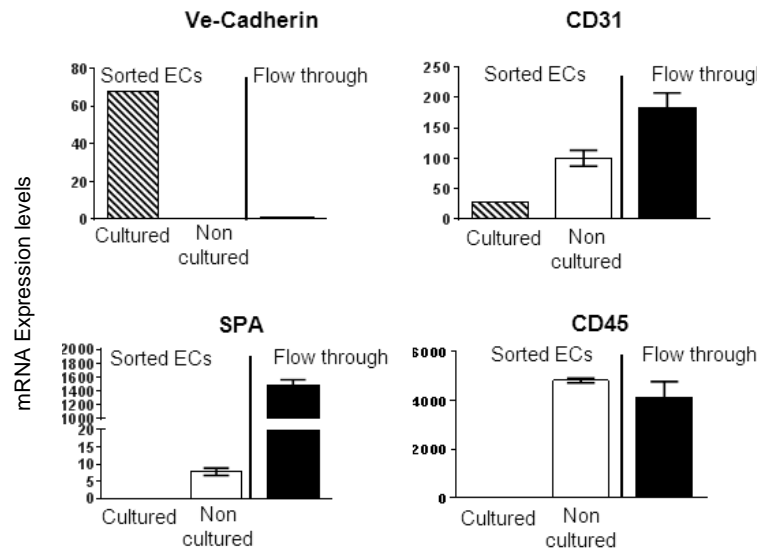 Ve-Cadherin
Sorted ECs
Flow through
80
60
40
20
0
Cultured
Non
cultured
CD31
Sorted ECs
Flow through
250
200
150
100
50
0
Cultured
Non
cultured
mRNA Expression levels
SPA
Sorted ECs
Flow through
2000
1800
1600
1400
1200
1000
20
15
10
5
0
Cultured
Non
cultured
CD45
Sorted ECs
Flow through
6000
4000
2000
0
Cultured
Non
cultured